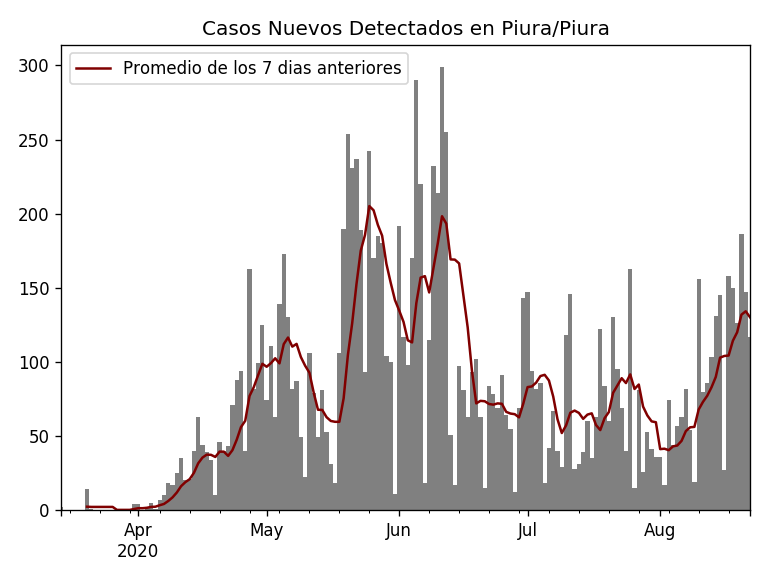 Casos Nuevos Detectados en Piura/Piura
Promedio de los 7 dias anteriores
300
250
200
150
100
50
0
Apr May Jun Jul Aug
2020